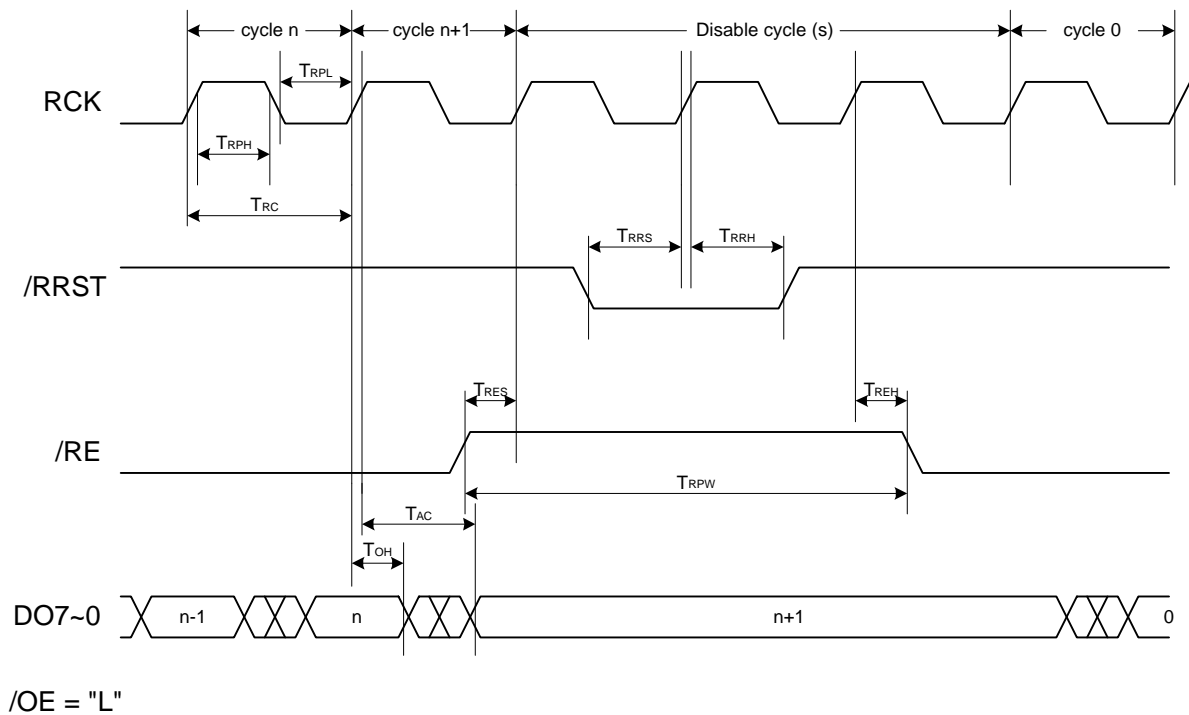 cycle n
cycle n+1
Disable cycle (s)
cycle 0
TRPL
RCK
TRPH
TRC
TRRS
TRRH
/RRST
TRES
TREH
/RE
TRPW
TAC
TOH
DO7~0
n-1
n
n+1
0
/OE = "L"